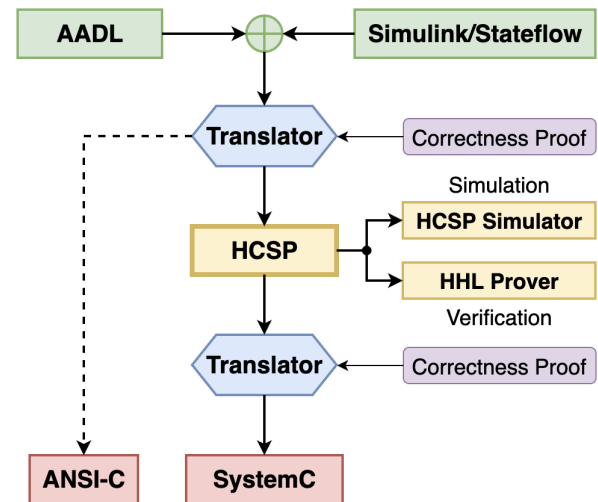 AADL
Simulink/Stateflow
Translator
Correctness Proof
Simulation
HCSP Simulator
HCSP
HHL Prover
Verification
Translator
Correctness Proof
ANSI-C
SystemC